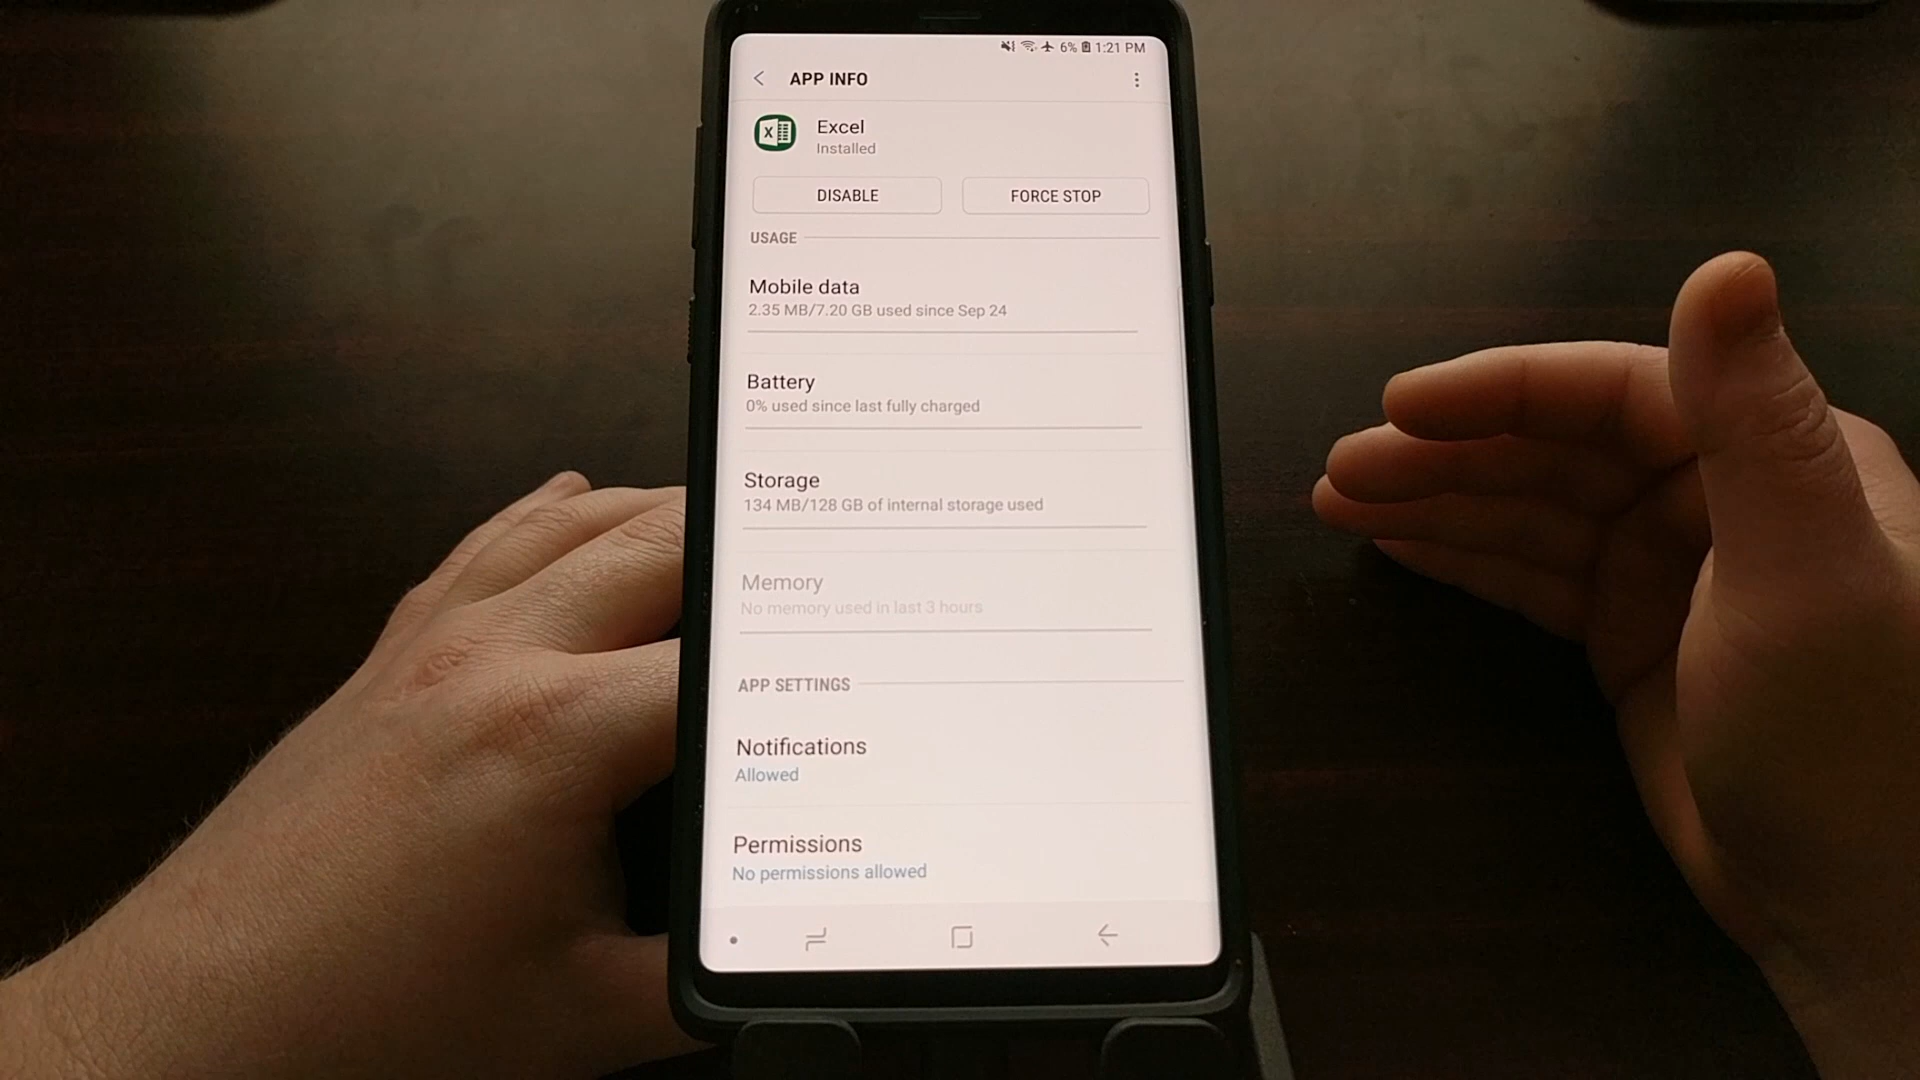 6% 1:21 PM
APP INFO
X
Excel
Installed
DISABLE
FORCE STOP
USAGE
Mobile data
2.35 MB/7.20 GB used since Sep 24
Battery
0% used since last fully charged
Storage
134 MB/128 GB of internal storage used
Memory
No memory used in last 3 hours
APP SETTINGS
Notifications
Allowed
Permissions
No permissions allowed